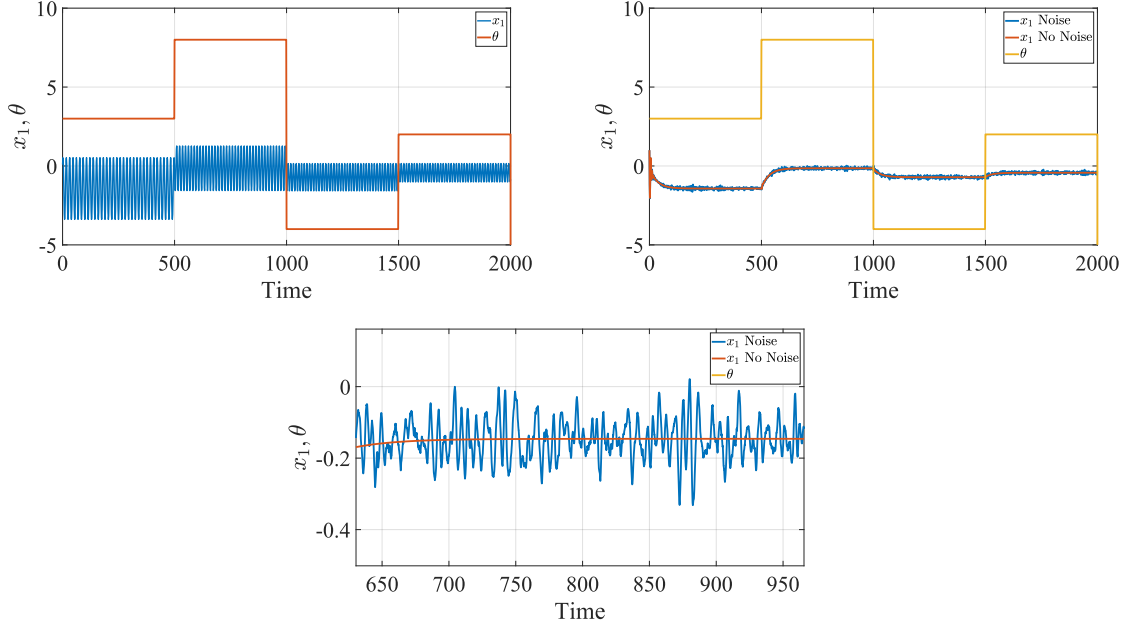 10
5
0
-5
x₁, θ
x₁
θ
0 500 1000 1500 2000
Time
10
5
0
-5
x₁, θ
x₁ Noise
x₁ No Noise
θ
0 500 1000 1500 2000
Time
0
-0.2
-0.4
x₁, θ
x₁ Noise
x₁ No Noise
θ
650 700 750 800 850 900 950
Time